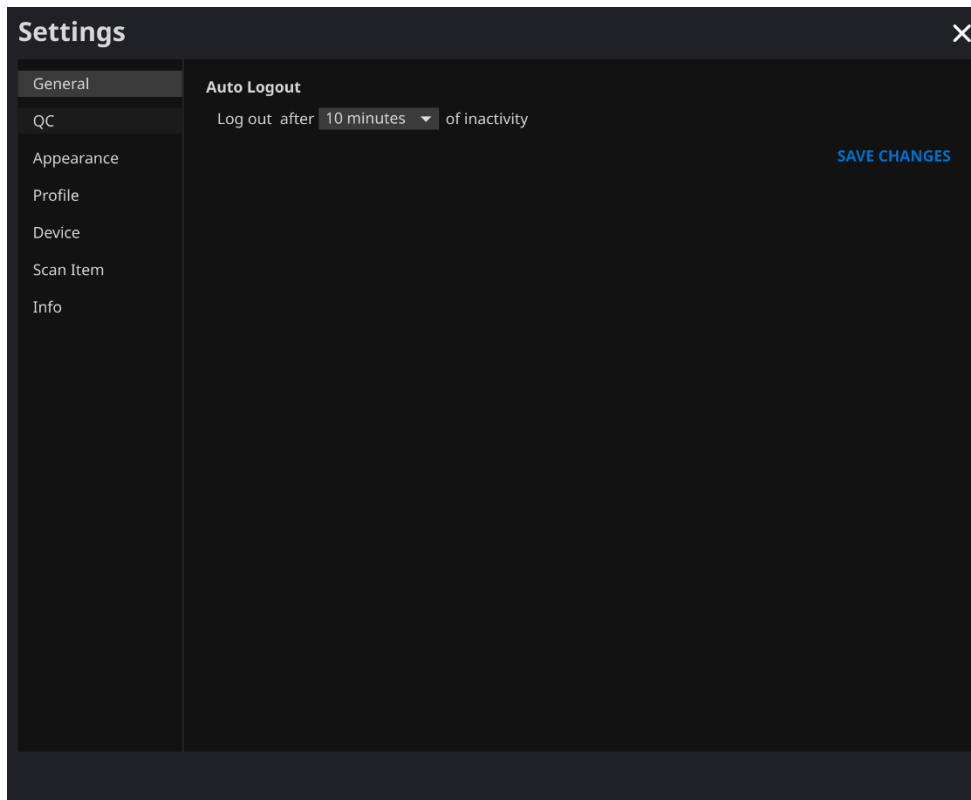 Settings
General
QC
Appearance
Profile
Device
Scan Item
Info
Auto Logout
Log out after 10 minutes of inactivity
SAVE CHANGES